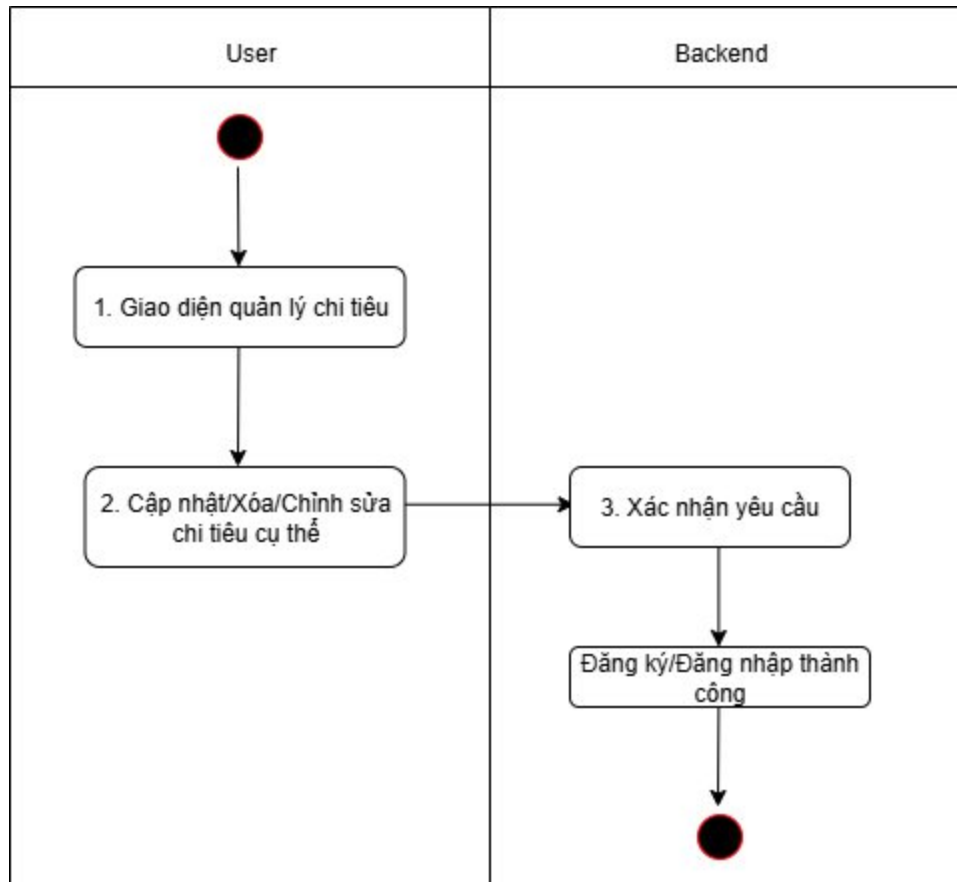 User
Backend
1. Giao diện quản lý chi tiêu
2. Cập nhật/Xóa/Chỉnh sửa
chi tiêu cụ thể
3. Xác nhận yêu cầu
Đăng ký/Đăng nhập thành
công